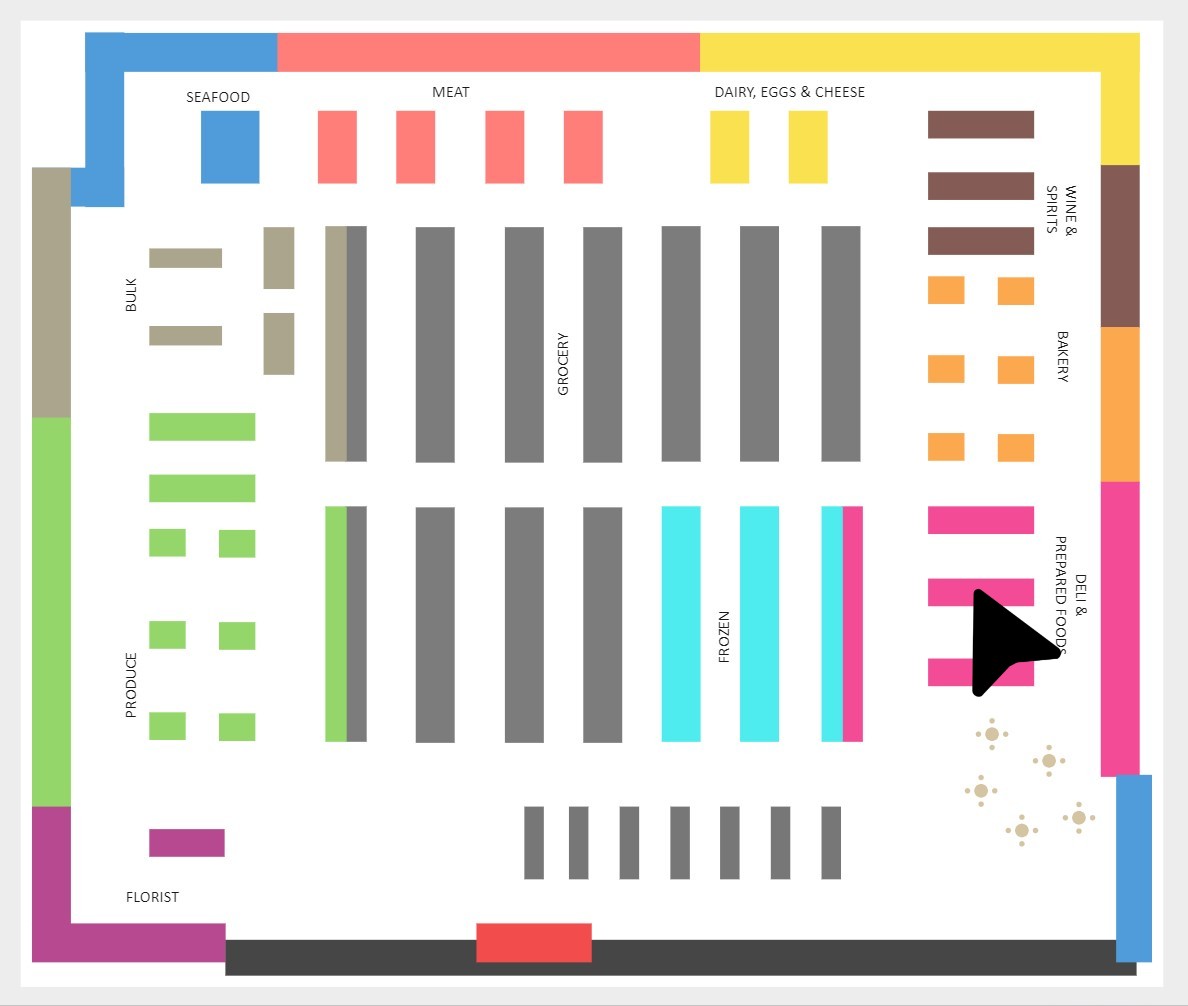 SEAFOOD
MEAT
DAIRY, EGGS & CHEESE
WINE &
SPIRITS
BULK
GROCERY
BAKERY
DELI &
PREPARED FOODS
FROZEN
PRODUCE
FLORIST